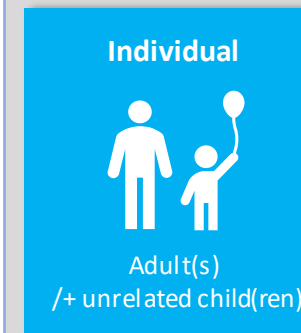 Individual
Adult(s)
/+ unrelated child(ren)